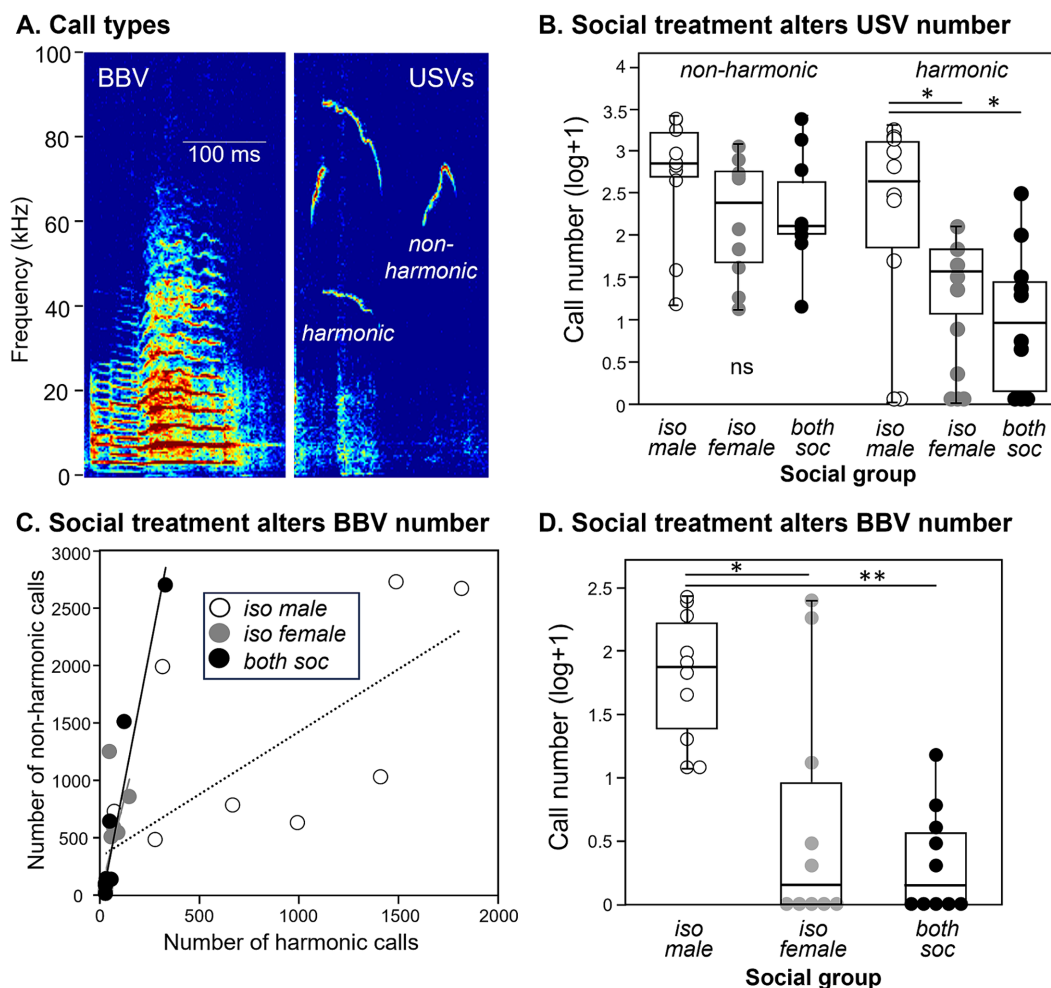 A. Call types
100
80
60
40
20
0
Frequency (kHz)
BBV
100 ms
USVs
non-
harmonic
harmonic
B. Social treatment alters USV number
4
3.5
3
2.5
2
1.5
1
0.5
0
Call number (log+1)
non-harmonic
harmonic
*
*
ns
iso
male
iso
female
both
soc
iso
male
iso
female
both
soc
Social group
C. Social treatment alters BBV number
3000
2500
2000
1500
1000
500
0
Number of non-harmonic calls
iso male
iso female
both soc
0
500
1000
1500
2000
Number of harmonic calls
D. Social treatment alters BBV number
2.5
2
1.5
1
0.5
0
Call number (log+1)
*
**
iso
male
iso
female
both
soc
Social group